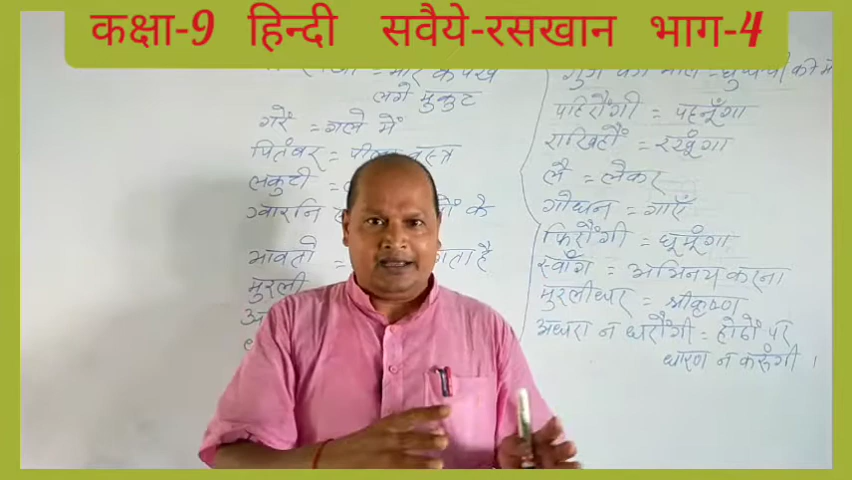 कक्षा-9 हिन्दी सवैये-रसखान भाग-4
लगे मुकुट
गरें = गले में
पितंबर = पीला वस्त्र
लकुटी =
ग्वारनि के
भावतो =
मुरली
पहिरौंगी = पहनूँगा
राखिहौं = रखूंगा
लै = लेकर
गोधन = गाएँ
फिरौंगी = घूमूंगा
स्वाँग = अभिनय करना
मुरलीधर = श्रीकृष्ण
अधरा न धरौंगी = होठों पर
धारण न करूंगी ।